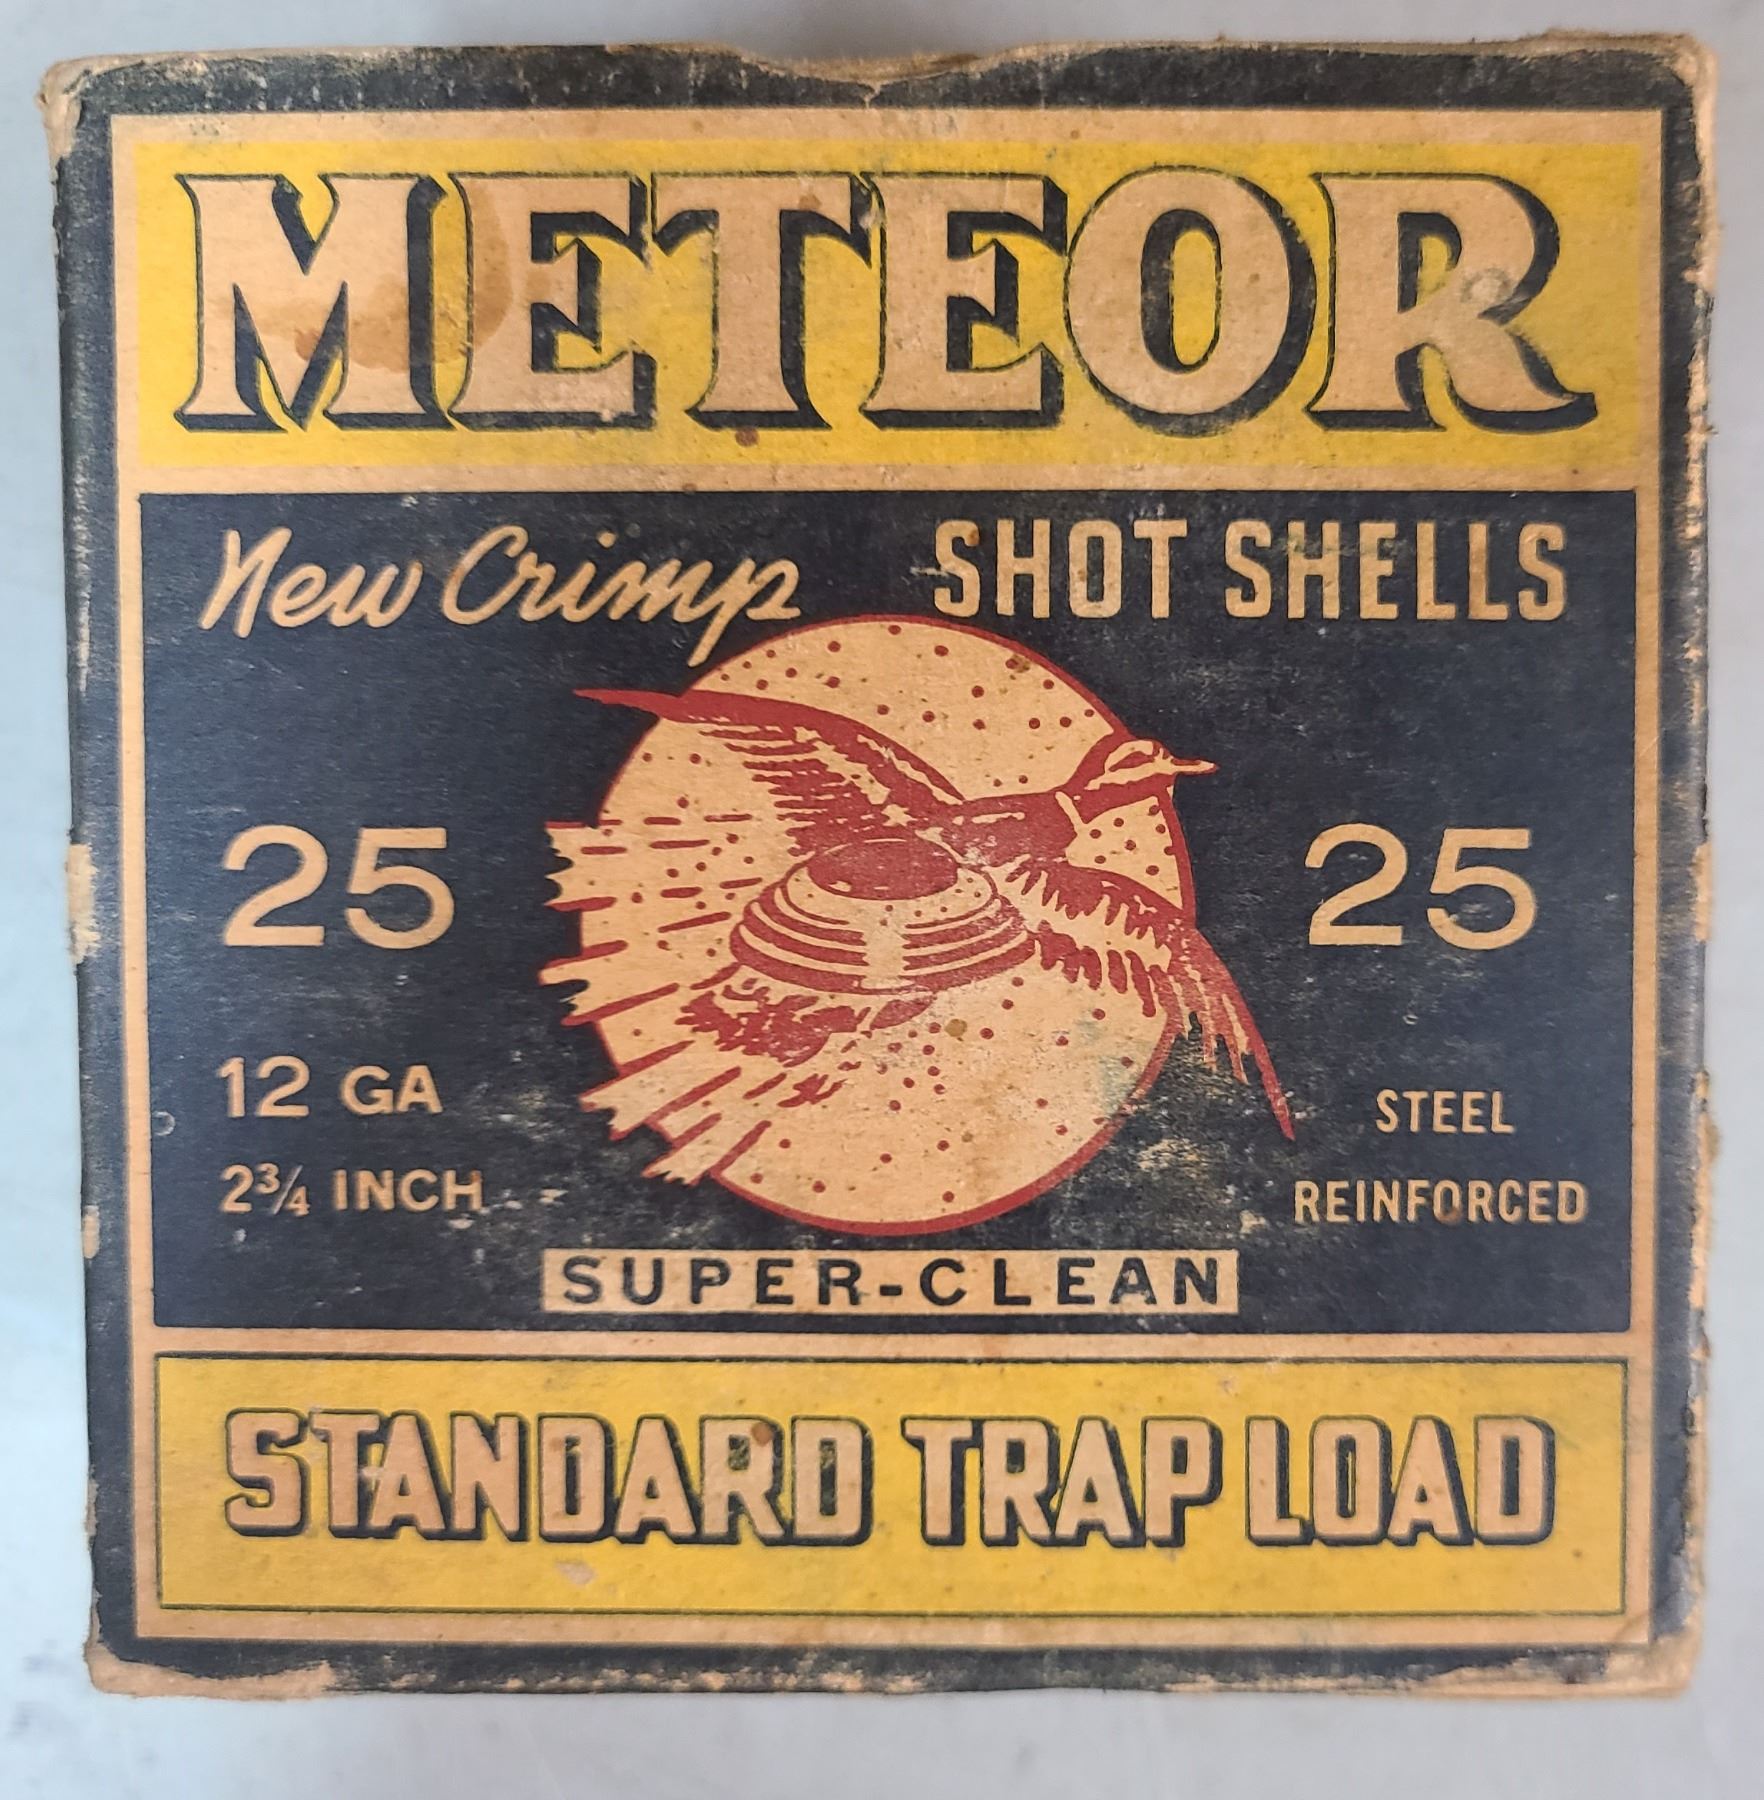 METEOR
New Crimp SHOT SHELLS
25 25
12 GA
2¾ INCH
STEEL
REINFORCED
SUPER-CLEAN
STANDARD TRAP LOAD